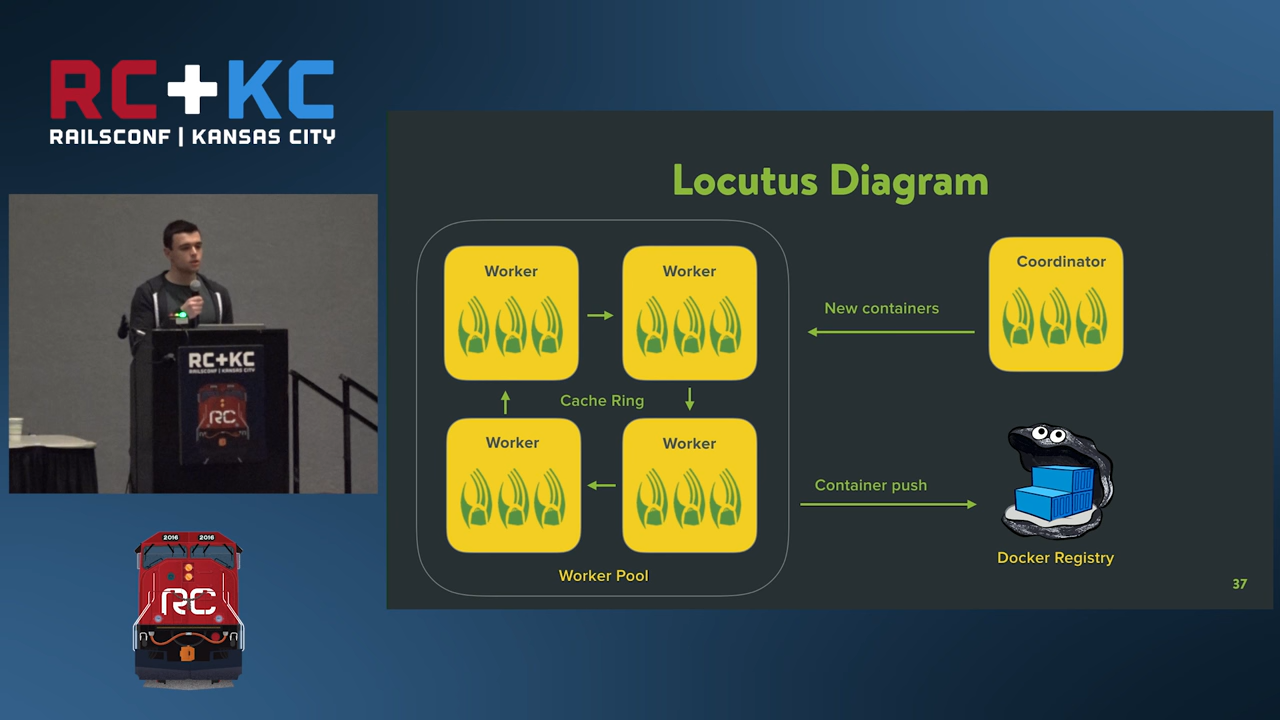 RC+KC
RAILSCONF | KANSAS CITY
RC+KC
RAILSCONF | KANSAS CITY
RC
2016 2016
RC
Locutus Diagram
Worker
Worker
Cache Ring
Worker
Worker
Worker Pool
Coordinator
New containers
Container push
Docker Registry
37